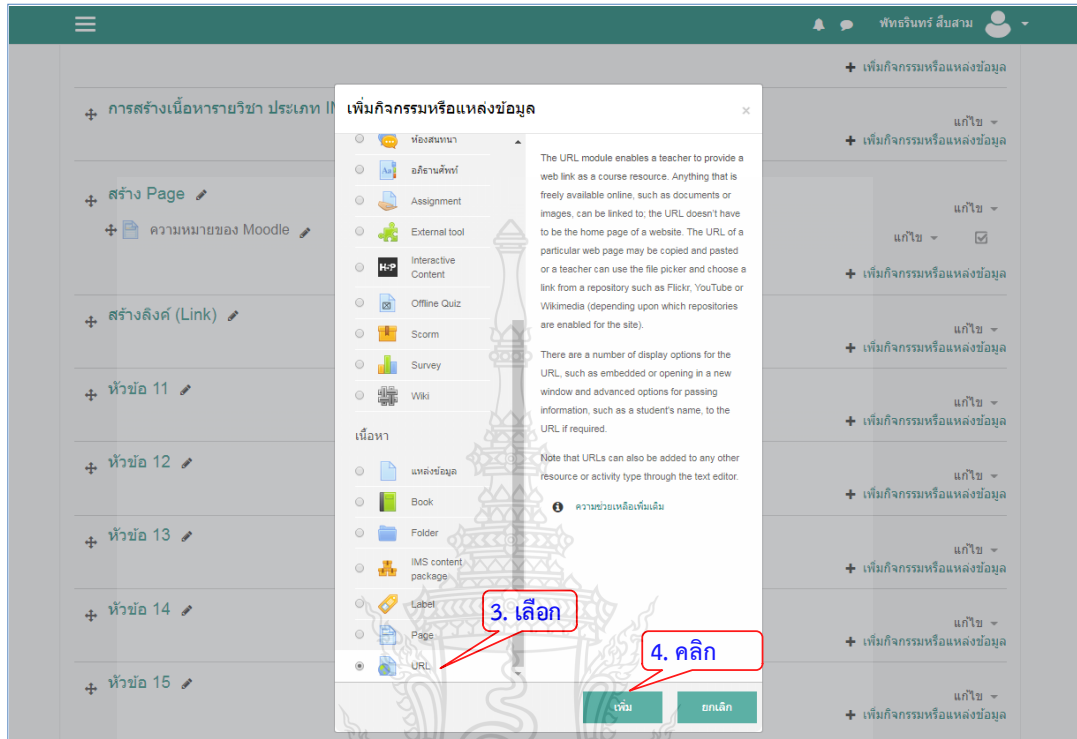 พัทธรินทร์ สืบสาม
เพิ่มกิจกรรมหรือแหล่งข้อมูล
การสร้างเนื้อหารายวิชา ประเภท IN
แก้ไข
เพิ่มกิจกรรมหรือแหล่งข้อมูล
สร้าง Page
แก้ไข
ความหมายของ Moodle
แก้ไข
เพิ่มกิจกรรมหรือแหล่งข้อมูล
สร้างลิงค์ (Link)
แก้ไข
เพิ่มกิจกรรมหรือแหล่งข้อมูล
หัวข้อ 11
แก้ไข
เพิ่มกิจกรรมหรือแหล่งข้อมูล
หัวข้อ 12
แก้ไข
เพิ่มกิจกรรมหรือแหล่งข้อมูล
หัวข้อ 13
แก้ไข
เพิ่มกิจกรรมหรือแหล่งข้อมูล
หัวข้อ 14
แก้ไข
เพิ่มกิจกรรมหรือแหล่งข้อมูล
หัวข้อ 15
แก้ไข
เพิ่มกิจกรรมหรือแหล่งข้อมูล
เพิ่มกิจกรรมหรือแหล่งข้อมูล
×
ห้องสนทนา
อภิธานศัพท์
Assignment
External tool
H-P
Interactive
Content
Offline Quiz
Scorm
Survey
Wiki
เนื้อหา
แหล่งข้อมูล
Book
Folder
IMS content
package
Label
Page
URL
The URL module enables a teacher to provide a
web link as a course resource. Anything that is
freely available online, such as documents or
images, can be linked to; the URL doesn't have
to be the home page of a website. The URL of a
particular web page may be copied and pasted
or a teacher can use the file picker and choose a
link from a repository such as Flickr, YouTube or
Wikimedia (depending upon which repositories
are enabled for the site).
There are a number of display options for the
URL, such as embedded or opening in a new
window and advanced options for passing
information, such as a student's name, to the
URL if required.
Note that URLs can also be added to any other
resource or activity type through the text editor.
ความช่วยเหลือเพิ่มเติม
3. เลือก
4. คลิก
เพิ่ม
ยกเลิก